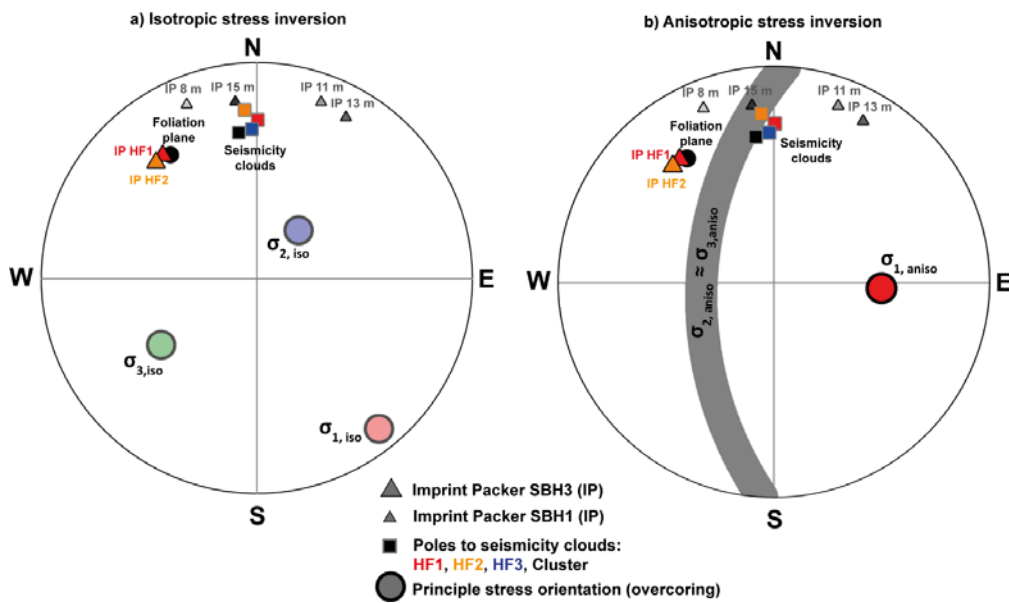 a) Isotropic stress inversion
N
IP 8 m
IP 15 m
IP 11 m
IP 13 m
Foliation
plane
IP HF1
IP HF2
Seismicity
clouds
W
E
σ2, iso
σ3,iso
σ1, iso
S
b) Anisotropic stress inversion
N
IP 8 m
IP 15 m
IP 11 m
IP 13 m
Foliation
plane
IP HF1
IP HF2
Seismicity
clouds
W
E
σ2, aniso ≈ σ3,aniso
σ1, aniso
S
Imprint Packer SBH3 (IP)
Imprint Packer SBH1 (IP)
Poles to seismicity clouds:
HF1, HF2, HF3, Cluster
Principle stress orientation (overcoring)